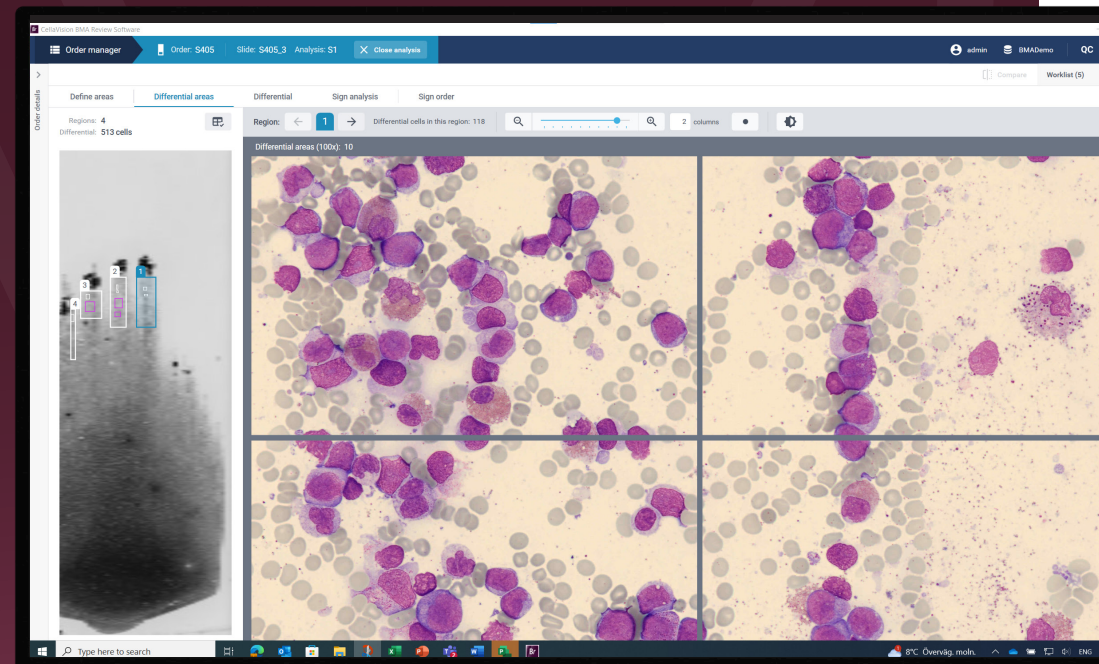 Br CellaVision BMA Review Software
Order manager
Order: S405
Slide: S405_3 Analysis: S1
Close analysis
admin
BMADemo
QC
Compare
Worklist (5)
Order details
Define areas
Differential areas
Differential
Sign analysis
Sign order
Regions: 4
Differential: 513 cells
Region:
1
Differential cells in this region: 118
2 columns
Differential areas (100x): 10
1
2
3
4
Type here to search
Br
8°C Överväg. moln.
ENG